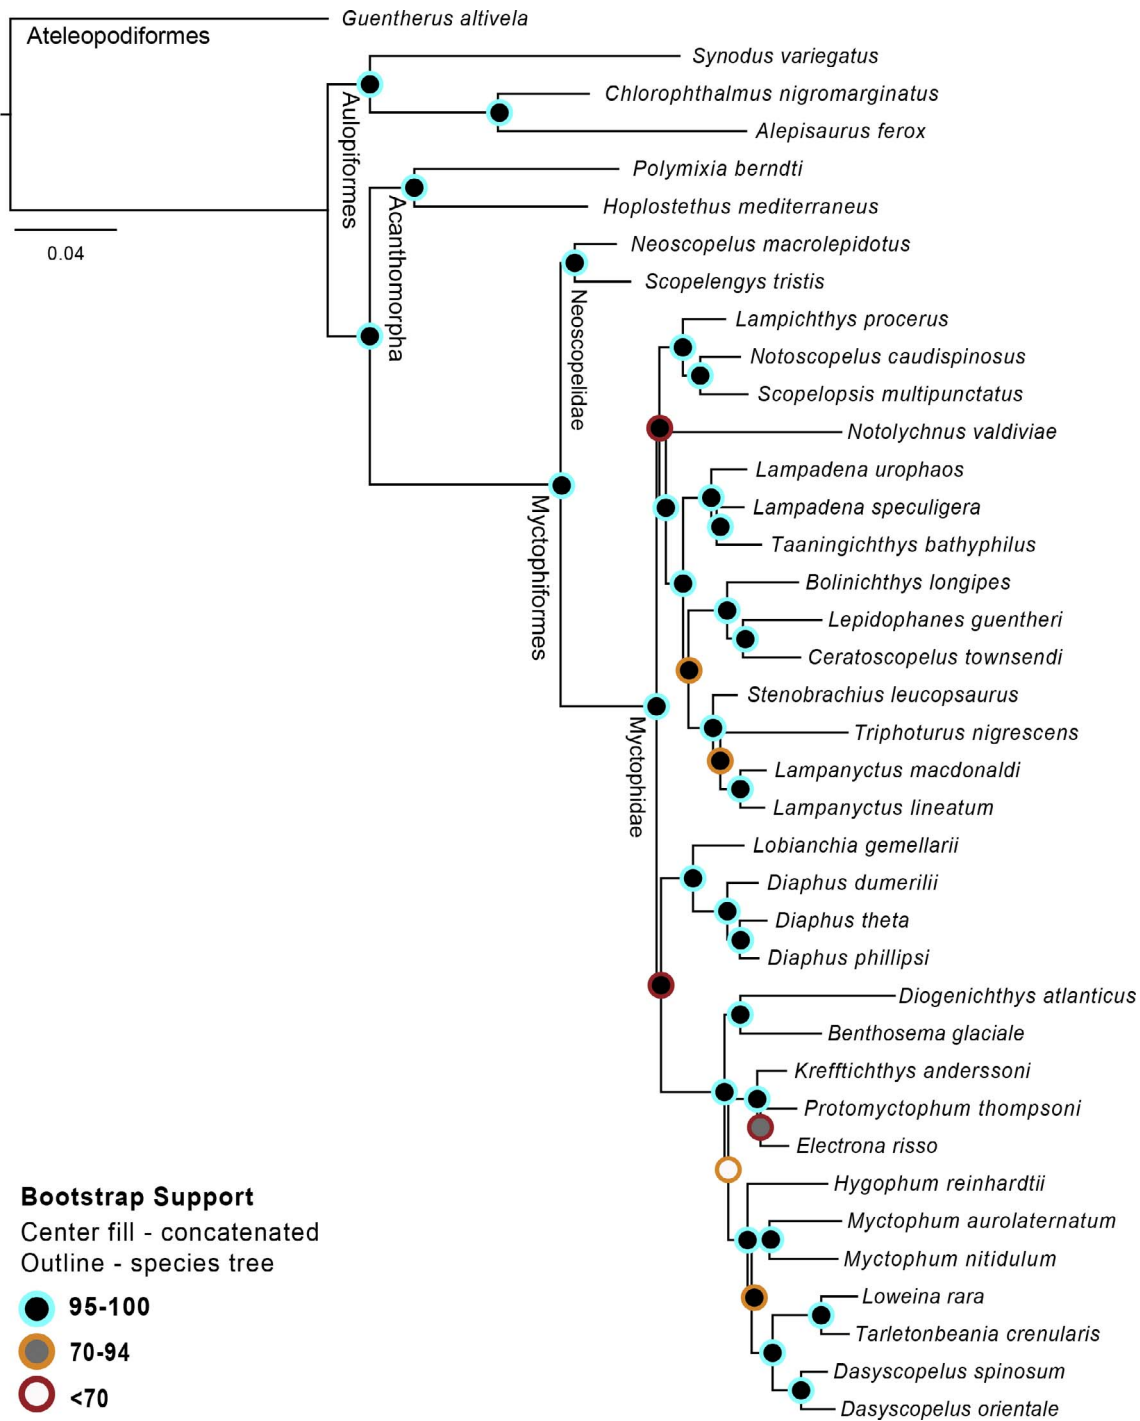 Guentherus altivela
Ateleopodiformes
Synodus variegatus
Chlorophthalmus nigromarginatus
Aulopiformes
Alepisaurus ferox
Polymixia berndti
Acanthomorpha
Hoplostethus mediterraneus
0.04
Neoscopelus macrolepidotus
Scopelengys tristis
Neoscopelidae
Lampichthys procerus
Notoscopelus caudispinosus
Scopelopsis multipunctatus
Notolychnus valdiviae
Lampadena urophaos
Myctophiformes
Lampadena speculigera
Taaningichthys bathyphilus
Bolinichthys longipes
Lepidophanes guentheri
Ceratoscopelus townsendi
Stenobrachius leucopsaurus
Myctophidae
Triphoturus nigrescens
Lampanyctus macdonaldi
Lampanyctus lineatum
Lobianchia gemellarii
Diaphus dumerilii
Diaphus theta
Diaphus phillipsi
Diogenichthys atlanticus
Benthosema glaciale
Krefftichthys anderssoni
Protomyctophum thompsoni
Electrona risso
Hygophum reinhardtii
Myctophum aurolaternatum
Myctophum nitidulum
Loweina rara
Tarletonbeania crenularis
Dasyscopelus spinosum
Dasyscopelus orientale
Bootstrap Support
Center fill - concatenated
Outline - species tree
95-100
70-94
<70